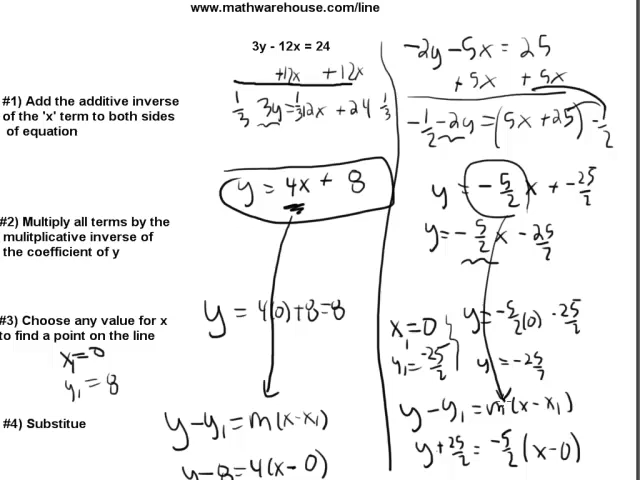 www.mathwarehouse.com/line
3y - 12x = 24
+12x +12x
1/3 3y = 1/3 12x + 24 1/3
y = 4x + 8
y = 4(0)+8=8
y-y₁ = m(x-x₁)
y-8=4(x-0)
-2y-5x = 25
+5x +5x
-1/2 -2y = (5x+25) -1/2
y = -5/2 x + -25/2
y= -5/2 x - 25/2
x=0
y₁=-25/2
y=-5/2(0) - 25/2
y = -25/2
y-y₁ = m(x-x₁)
y+25/2 = -5/2 (x-0)
#1) Add the additive inverse
of the 'x' term to both sides
of equation
#2) Multiply all terms by the
mulitplicative inverse of
the coefficient of y
#3) Choose any value for x
to find a point on the line
x₁=0
y₁ = 8
#4) Substitue